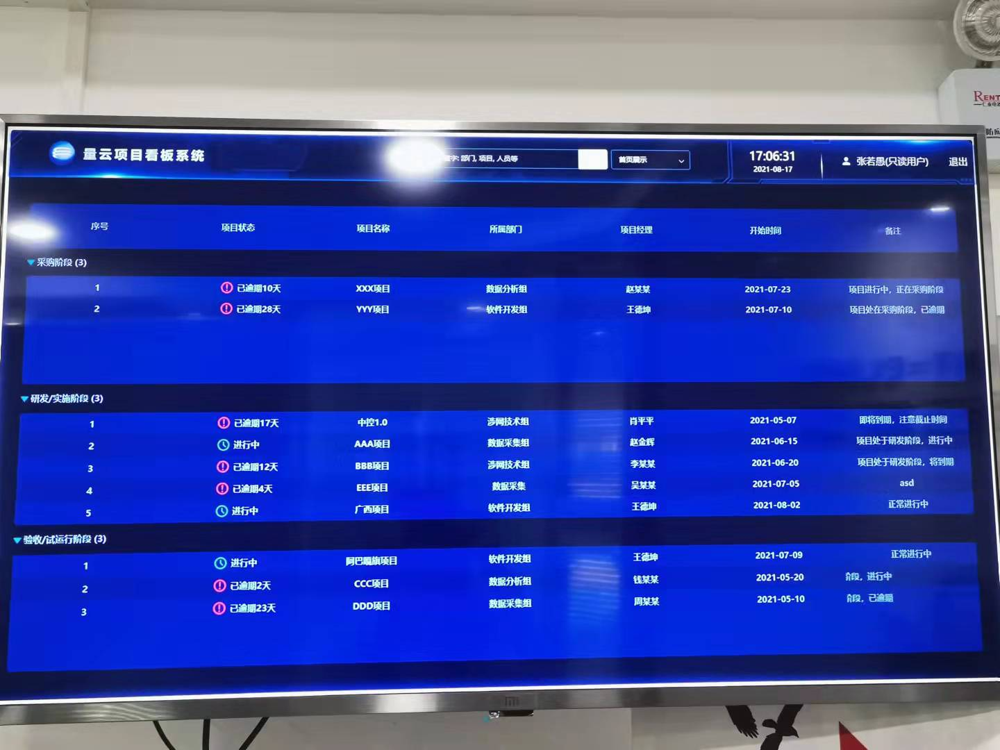 RENT
量云项目看板系统
字: 部门, 项目, 人员等
首页展示
17:06:31
2021-08-17
张若愚(只读用户)
退出
序号 项目状态 项目名称 所属部门 项目经理 开始时间 备注
采购阶段 (3)
1 已逾期10天 XXX项目 数据分析组 赵某某 2021-07-23 项目进行中，正在采购阶段
2 已逾期28天 YYY项目 软件开发组 王德坤 2021-07-10 项目处在采购阶段，已逾期
研发/实施阶段 (3)
1 已逾期17天 中控1.0 涉网技术组 肖平平 2021-05-07 即将到期，注意截止时间
2 进行中 AAA项目 数据采集组 赵金辉 2021-06-15 项目处于研发阶段，进行中
3 已逾期12天 BBB项目 涉网技术组 李某某 2021-06-20 项目处于研发阶段，将到期
4 已逾期4天 EEE项目 数据采集 吴某某 2021-07-05 asd
5 进行中 广西项目 软件开发组 王德坤 2021-08-02 正常进行中
验收/试运行阶段 (3)
1 进行中 阿巴嘎旗项目 软件开发组 王德坤 2021-07-09 正常进行中
2 已逾期2天 CCC项目 数据分析组 钱某某 2021-05-20 阶段，进行中
3 已逾期23天 DDD项目 数据采集组 周某某 2021-05-10 阶段，已逾期